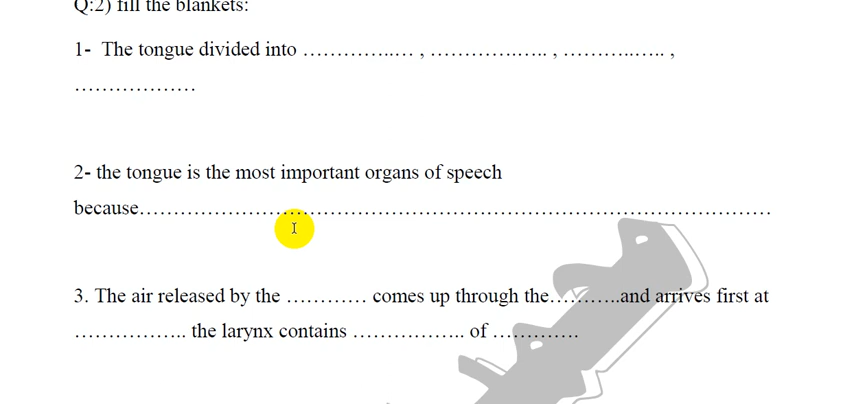 Q:2) fill the blankets:
1- The tongue divided into ................ , .................. , ................. ,
..................
2- the tongue is the most important organs of speech
because...........................................................................................
3. The air released by the ............ comes up through the...........and arrives first at
................. the larynx contains ................. of .............